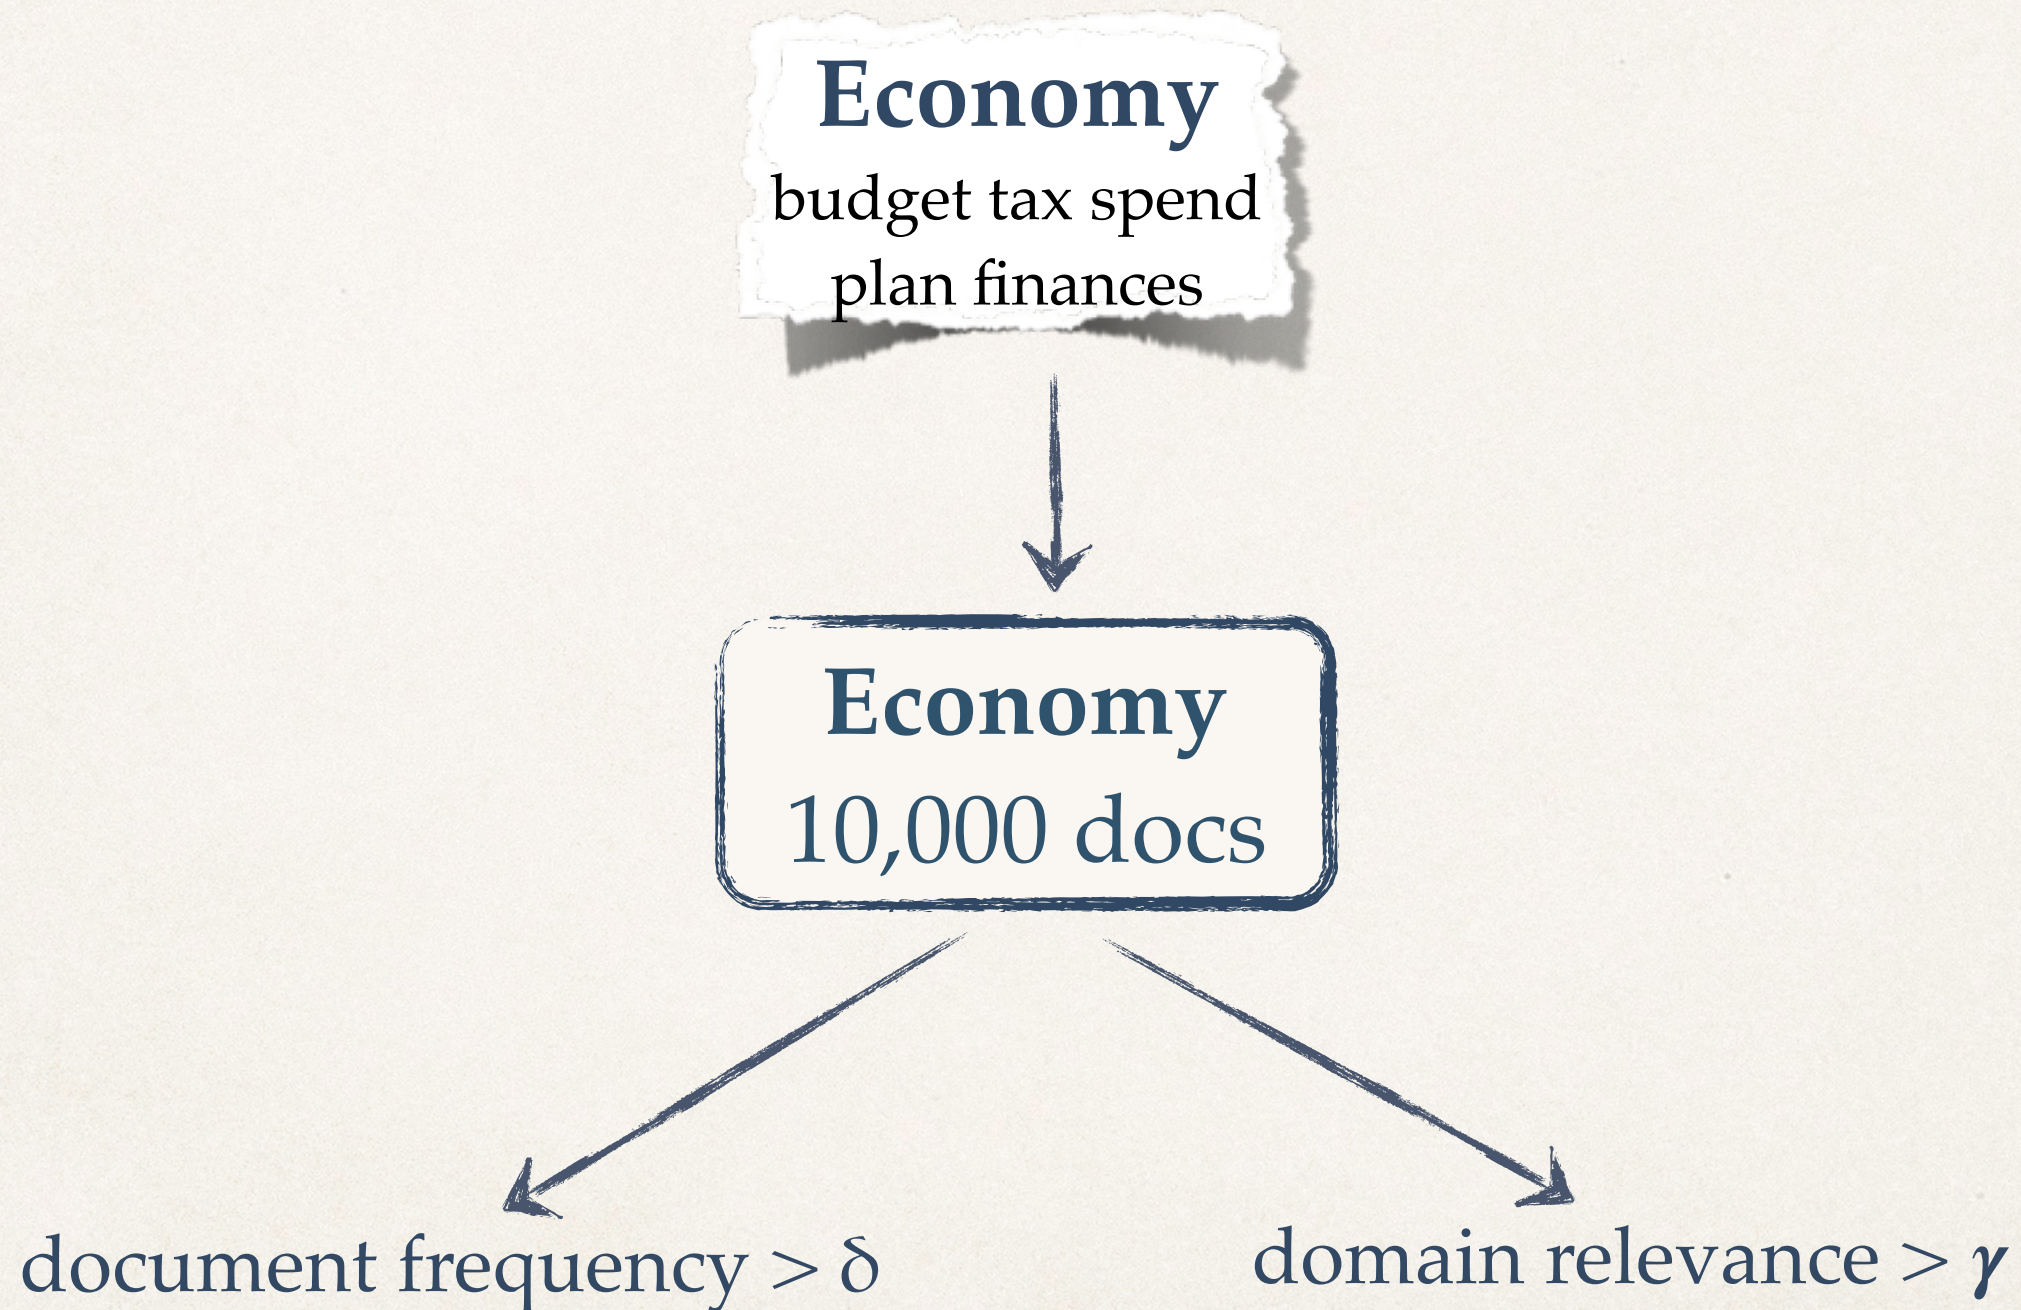 Economy
budget tax spend
plan finances
Economy
10,000 docs
document frequency > δ
domain relevance > γ